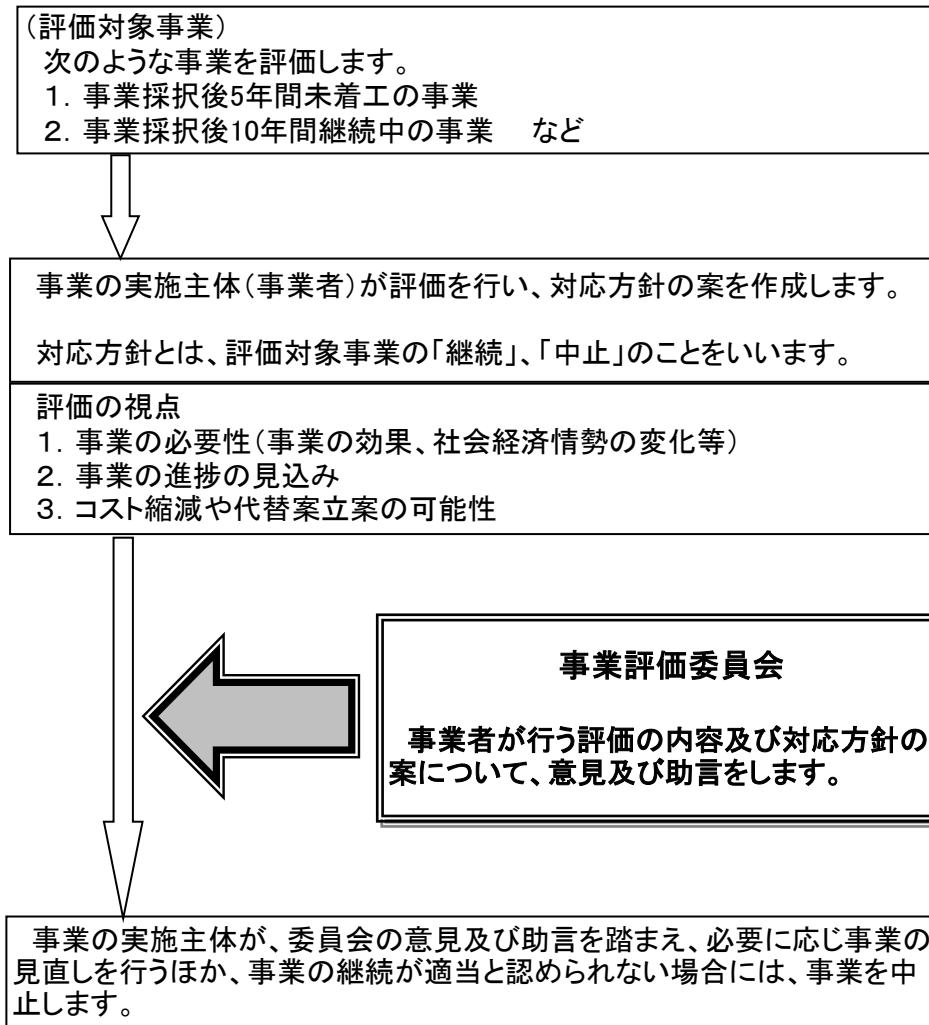 (評価対象事業)
次のような事業を評価します。
1. 事業採択後5年間未着工の事業
2. 事業採択後10年間継続中の事業　など
事業の実施主体(事業者)が評価を行い、対応方針の案を作成します。
対応方針とは、評価対象事業の｢継続｣、｢中止｣のことをいいます。
評価の視点
1. 事業の必要性(事業の効果、社会経済情勢の変化等)
2. 事業の進捗の見込み
3. コスト縮減や代替案立案の可能性
事業評価委員会
事業者が行う評価の内容及び対応方針の
案について、意見及び助言をします。
事業の実施主体が、委員会の意見及び助言を踏まえ、必要に応じ事業の
見直しを行うほか、事業の継続が適当と認められない場合には、事業を中
止します。